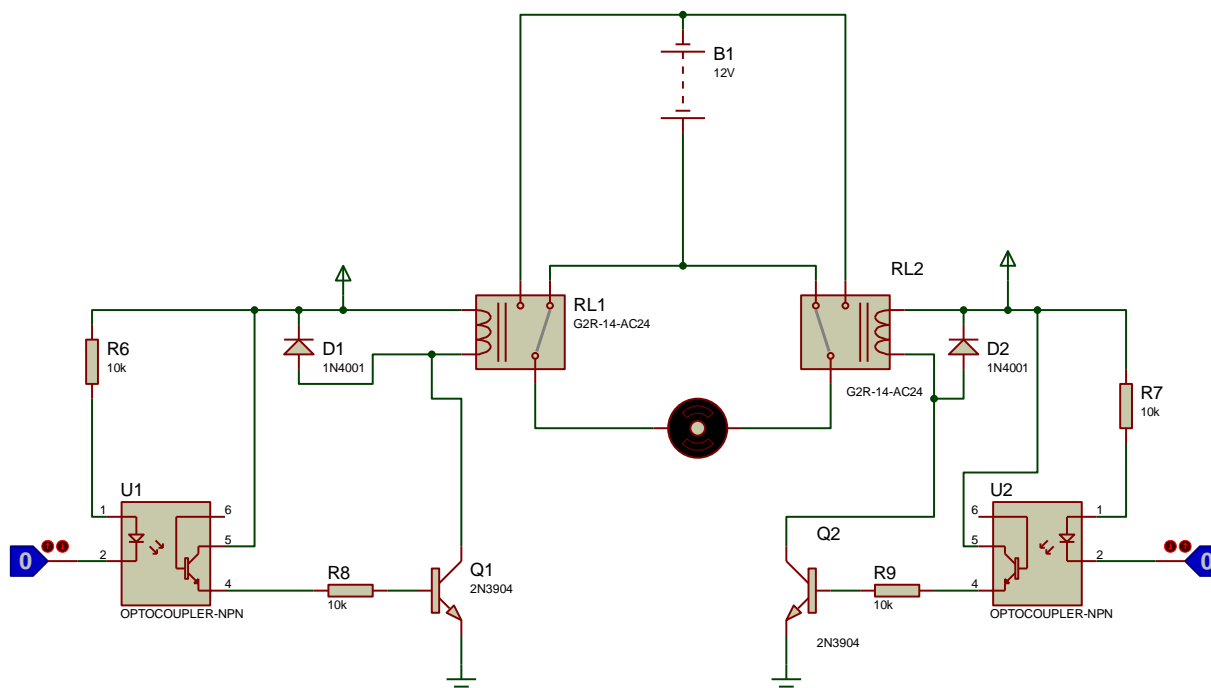 B1
12V
RL1
G2R-14-AC24
RL2
G2R-14-AC24
R6
10k
D1
1N4001
D2
1N4001
R7
10k
U1
1
2
6
5
4
OPTOCOUPLER-NPN
0
R8
10k
Q1
2N3904
Q2
2N3904
R9
10k
U2
6
5
4
1
2
OPTOCOUPLER-NPN
0